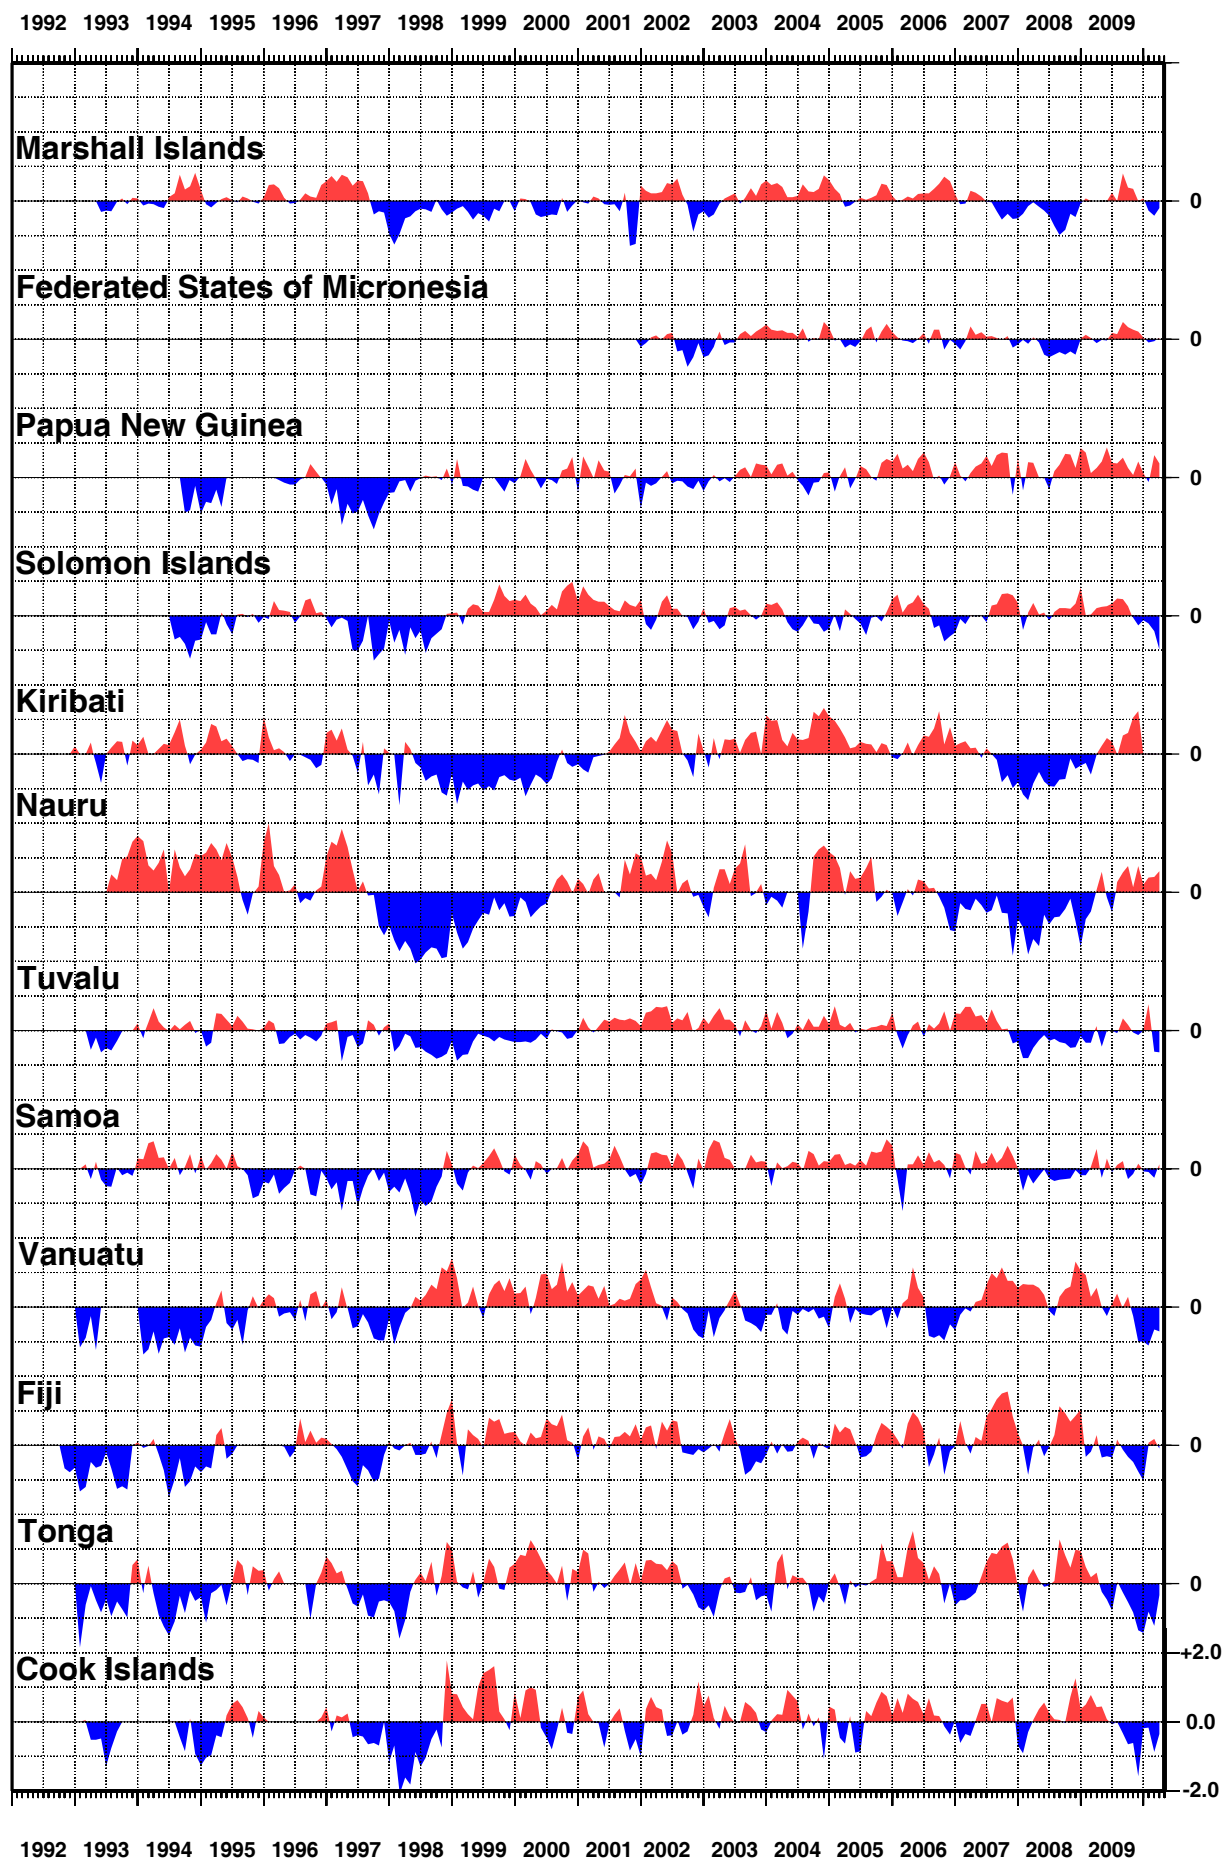 1992 1993 1994 1995 1996 1997 1998 1999 2000 2001 2002 2003 2004 2005 2006 2007 2008 2009
Marshall Islands
0
Federated States of Micronesia
0
Papua New Guinea
0
Solomon Islands
0
Kiribati
0
Nauru
0
Tuvalu
0
Samoa
0
Vanuatu
0
Fiji
0
Tonga
0
+2.0
Cook Islands
0.0
-2.0
1992 1993 1994 1995 1996 1997 1998 1999 2000 2001 2002 2003 2004 2005 2006 2007 2008 2009